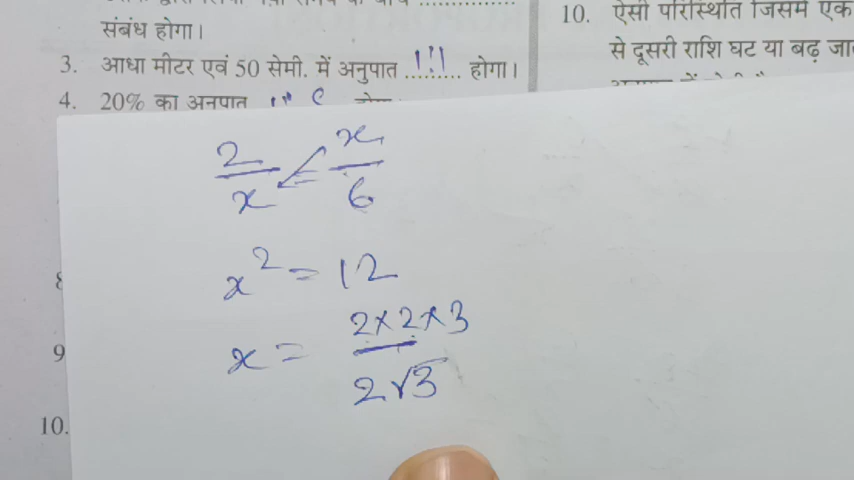 संबंध होगा।
3. आधा मीटर एवं 50 सेमी. में अनुपात 1:1 होगा।
4. 20% का अनुपात
10. ऐसी परिस्थिति जिसमें एक
से दूसरी राशि घट या बढ़ जा
2/x = x/6
x² = 12
x = 2×2×3
2√3
9
10.